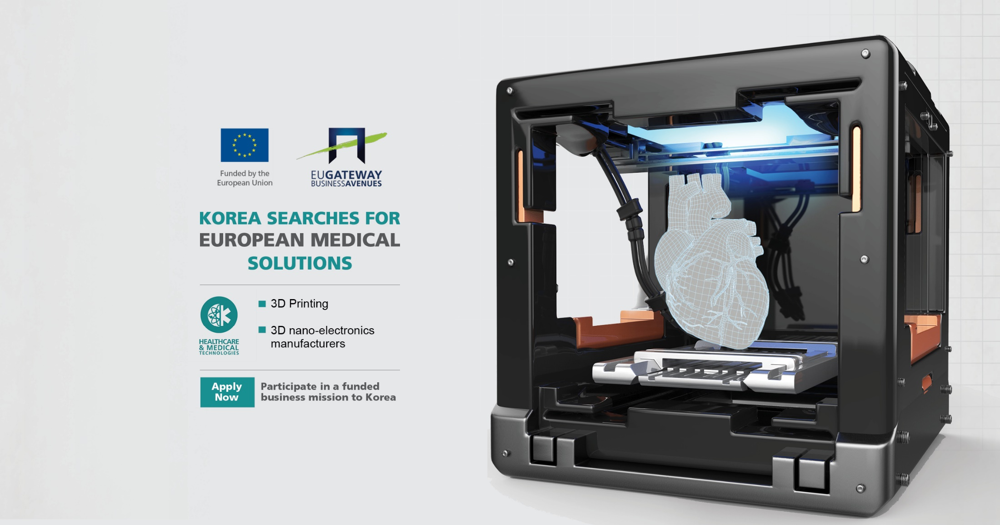 Funded by the
European Union
EUGATEWAY
BUSINESSAVENUES
KOREA SEARCHES FOR
EUROPEAN MEDICAL
SOLUTIONS
HEALTHCARE
& MEDICAL
TECHNOLOGIES
3D Printing
3D nano-electronics
manufacturers
Apply
Now
Participate in a funded
business mission to Korea